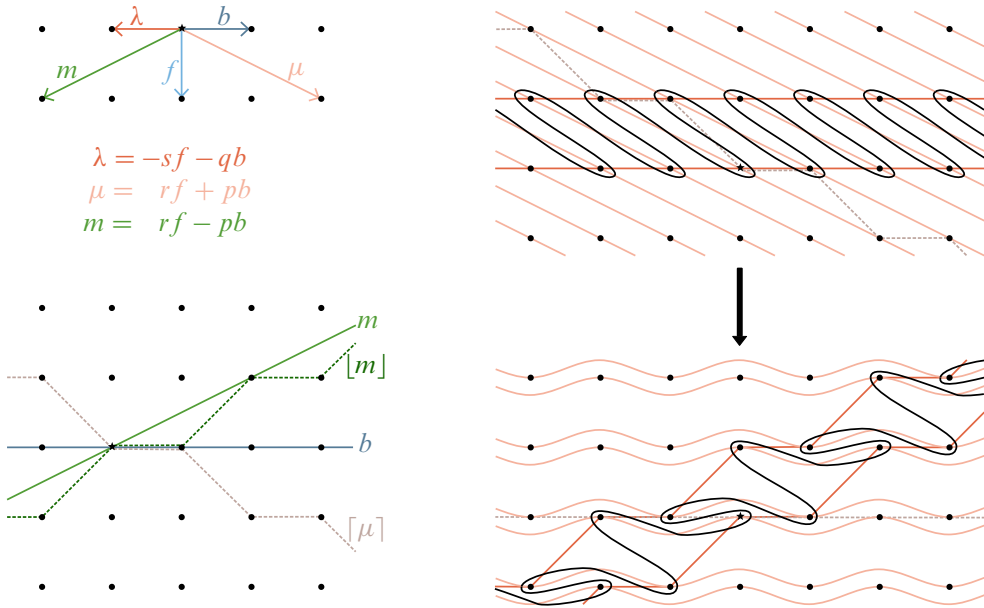 λ b
m f μ
λ = −sf − qb
μ = rf + pb
m = rf − pb
m
⌊m⌋
b
⌈μ⌉